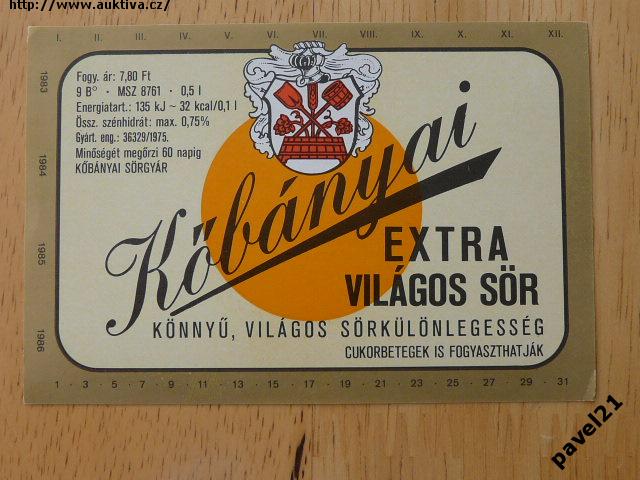 http://www.auktiva.cz/
I. II. III. IV. V. VI. VII. VIII. IX. X. XI. XII.
1983
1984
1985
1986
Fogy. ár: 7,80 Ft
9 B° · MSZ 8761 · 0,5 l
Energiatart.: 135 kJ ~ 32 kcal/0,1 l
Össz. szénhidrát: max. 0,75%
Gyárt. eng.: 36329/1975.
Minőségét megőrzi 60 napig
KŐBÁNYAI SÖRGYÁR
Kőbányai
EXTRA
VILÁGOS SÖR
KÖNNYŰ, VILÁGOS SÖRKÜLÖNLEGESSÉG
CUKORBETEGEK IS FOGYASZTHATJÁK
1 · 3 · 5 · 7 · 9 · 11 · 13 · 15 · 17 · 19 · 21 · 23 · 25 · 27 · 29 · 31
pavel21